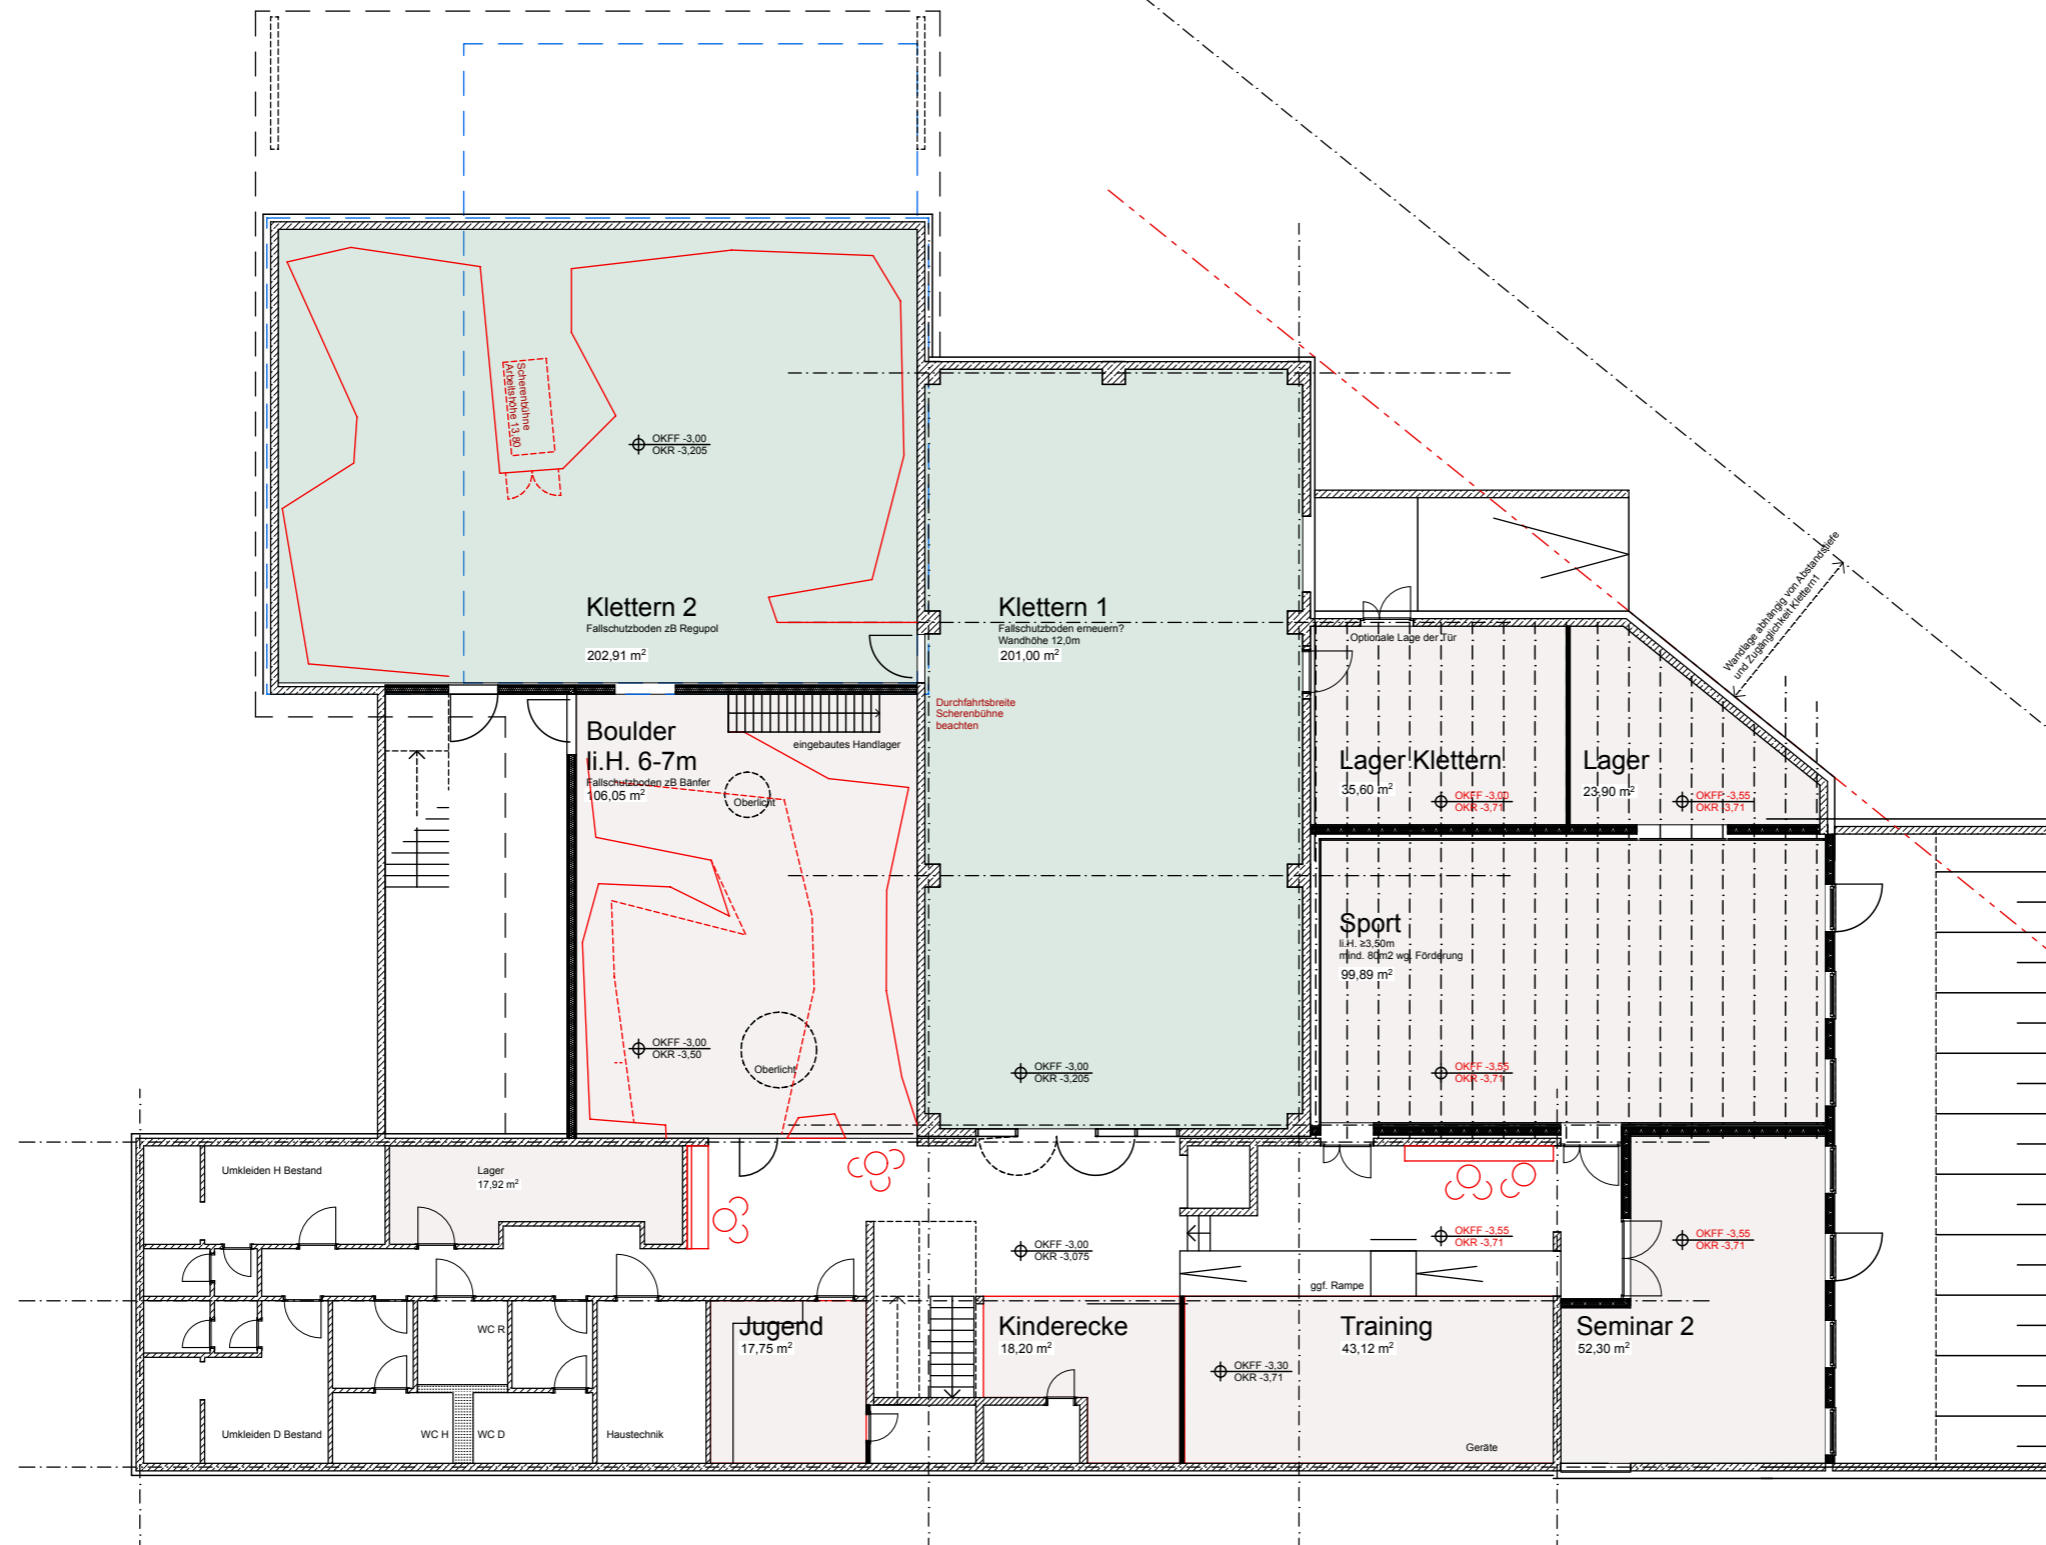 Scherenbühne
Arbeitshöhe 13,80
OKFF -3,00
OKR -3,205
Klettern 2
Fallschutzboden zB Regupol
202,91 m²
Klettern 1
Fallschutzboden erneuern?
Wandhöhe 12,0m
201,00 m²
Wandlage abhängig von Abstandstiefe
und Zugänglichkeit Klettern1
Optionale Lage der Tür
Durchfahrtsbreite
Scherenbühne
beachten
Boulder
li.H. 6-7m
Fallschutzboden zB Bänfer
106,05 m²
eingebautes Handlager
Oberlicht
Lager Klettern
35,60 m²
OKFF -3,00
OKR -3,71
Lager
23,90 m²
OKFF -3,55
OKR -3,71
Sport
li.H. ≥3,50m
mind. 80m2 wg. Förderung
99,89 m²
OKFF -3,00
OKR -3,50
Oberlicht
OKFF -3,00
OKR -3,205
OKFF -3,55
OKR -3,71
Umkleiden H Bestand
Lager
17,92 m²
OKFF -3,00
OKR -3,075
OKFF -3,55
OKR -3,71
OKFF -3,55
OKR -3,71
ggf. Rampe
WC R
Jugend
17,75 m²
Kinderecke
18,20 m²
Training
43,12 m²
Seminar 2
52,30 m²
OKFF -3,30
OKR -3,71
Umkleiden D Bestand
WC H
WC D
Haustechnik
Geräte